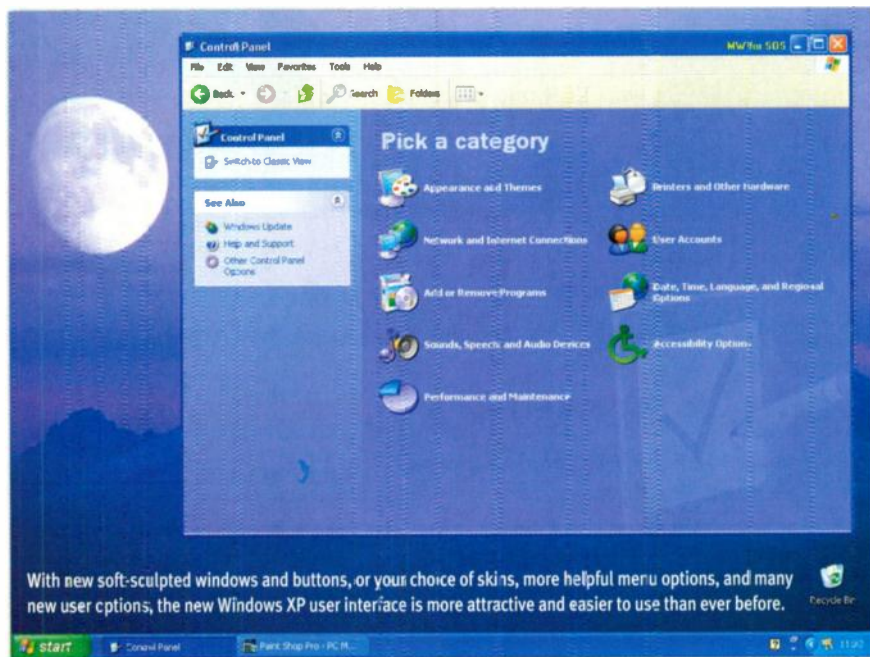 Control Panel
File Edit View Favorites Tools Help
Back Search Folders
Control Panel
Switch to Classic View
See Also
Windows Update
Help and Support
Other Control Panel
Options
Pick a category
Appearance and Themes
Printers and Other Hardware
Network and Internet Connections
User Accounts
Add or Remove Programs
Date, Time, Language, and Regional
Options
Sounds, Speech, and Audio Devices
Accessibility Options
Performance and Maintenance
With new soft-sculpted windows and buttons, or your choice of skins, more helpful menu options, and many
new user options, the new Windows XP user interface is more attractive and easier to use than ever before.
Recycle Bin
start Control Panel Paint Shop Pro - PC M...